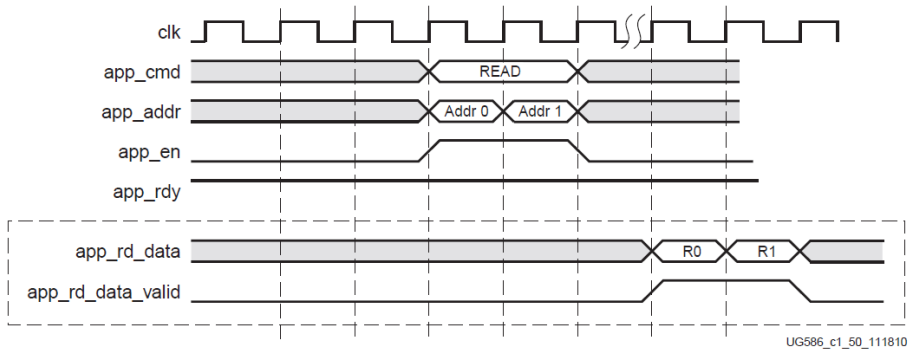 clk
app_cmd READ
app_addr Addr 0 Addr 1
app_en
app_rdy
app_rd_data R0 R1
app_rd_data_valid
UG586_c1_50_111810